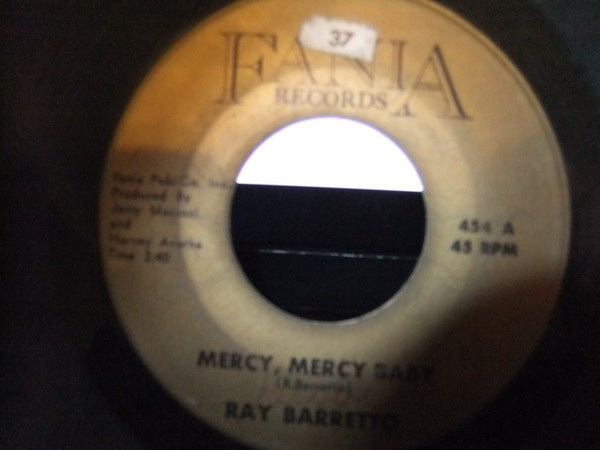 37
FANIA
RECORDS
Fania Pub. Co. Inc.
Produced By
Jerry Masucci
and
Harvey Averne
Time 2:40
454 A
45 RPM
MERCY, MERCY BABY
(R.Barretto)
RAY BARRETTO